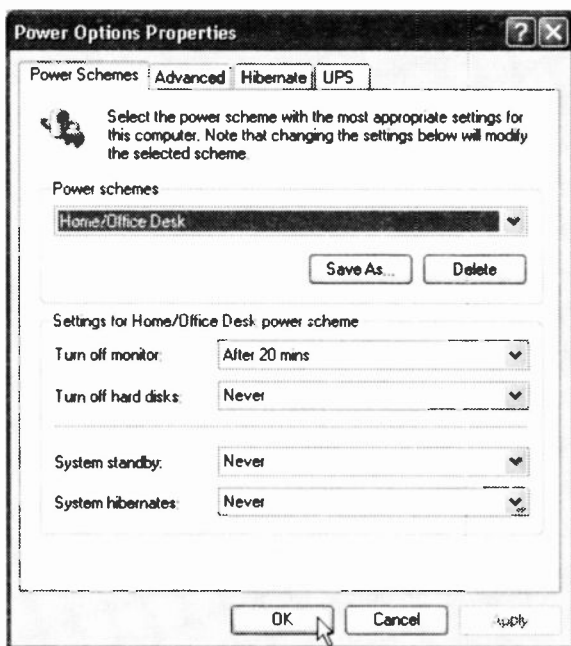 Power Options Properties
Power Schemes Advanced Hibernate UPS
Select the power scheme with the most appropriate settings for
this computer. Note that changing the settings below will modify
the selected scheme.
Power schemes
Home/Office Desk
Save As... Delete
Settings for Home/Office Desk power scheme
Turn off monitor: After 20 mins
Turn off hard disks: Never
System standby: Never
System hibernates: Never
OK Cancel Apply